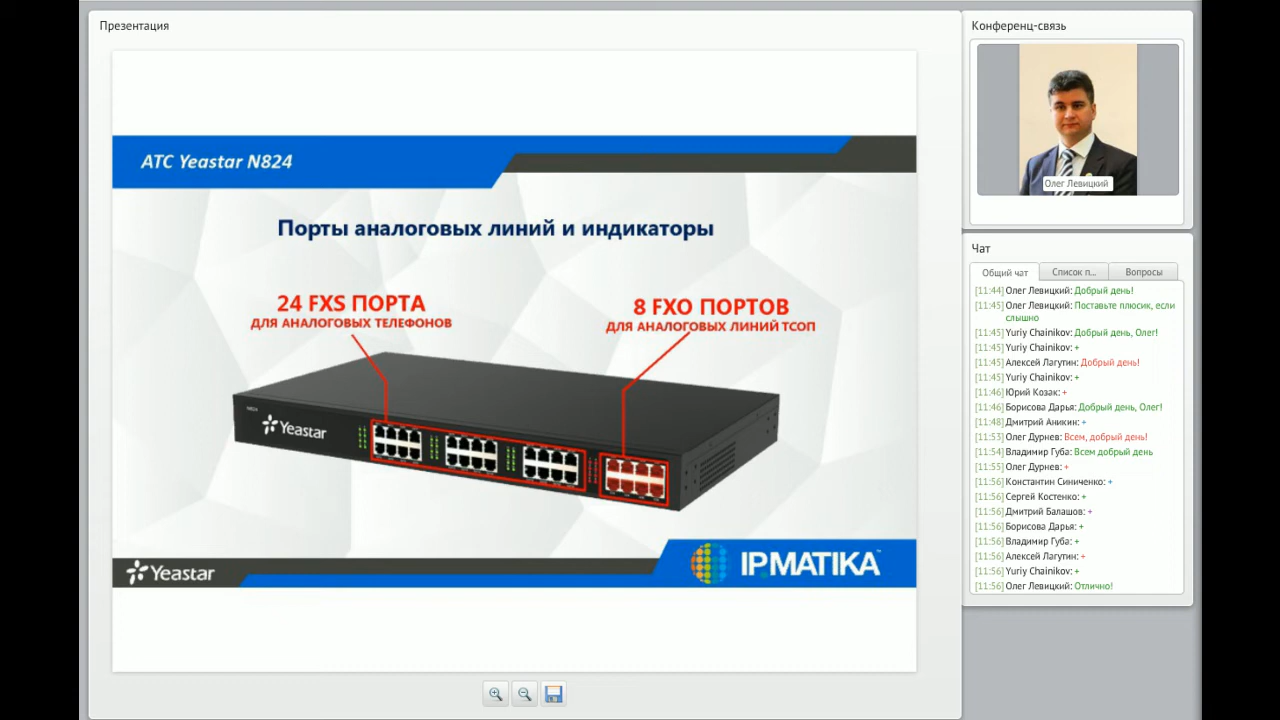 Презентация
ATC Yeastar N824
Порты аналоговых линий и индикаторы
24 FXS ПОРТА
ДЛЯ АНАЛОГОВЫХ ТЕЛЕФОНОВ
8 FXO ПОРТОВ
ДЛЯ АНАЛОГОВЫХ ЛИНИЙ ТСОП
Yeastar
Yeastar
IPMATIKA
Конференц-связь
Олег Левицкий
Чат
Общий чат
Список п...
Вопросы
[11:44] Олег Левицкий: Добрый день!
[11:45] Олег Левицкий: Поставьте плюсик, если
слышно
[11:45] Yuriy Chainikov: Добрый день, Олег!
[11:45] Yuriy Chainikov: +
[11:45] Алексей Лагутин: Добрый день!
[11:45] Yuriy Chainikov: +
[11:46] Юрий Козак: +
[11:46] Борисова Дарья: Добрый день, Олег!
[11:48] Дмитрий Аникин: +
[11:53] Олег Дурнев: Всем, добрый день!
[11:54] Владимир Губа: Всем добрый день
[11:55] Олег Дурнев: +
[11:56] Константин Синиченко: +
[11:56] Сергей Костенко: +
[11:56] Дмитрий Балашов: +
[11:56] Борисова Дарья: +
[11:56] Владимир Губа: +
[11:56] Алексей Лагутин: +
[11:56] Yuriy Chainikov: +
[11:56] Олег Левицкий: Отлично!